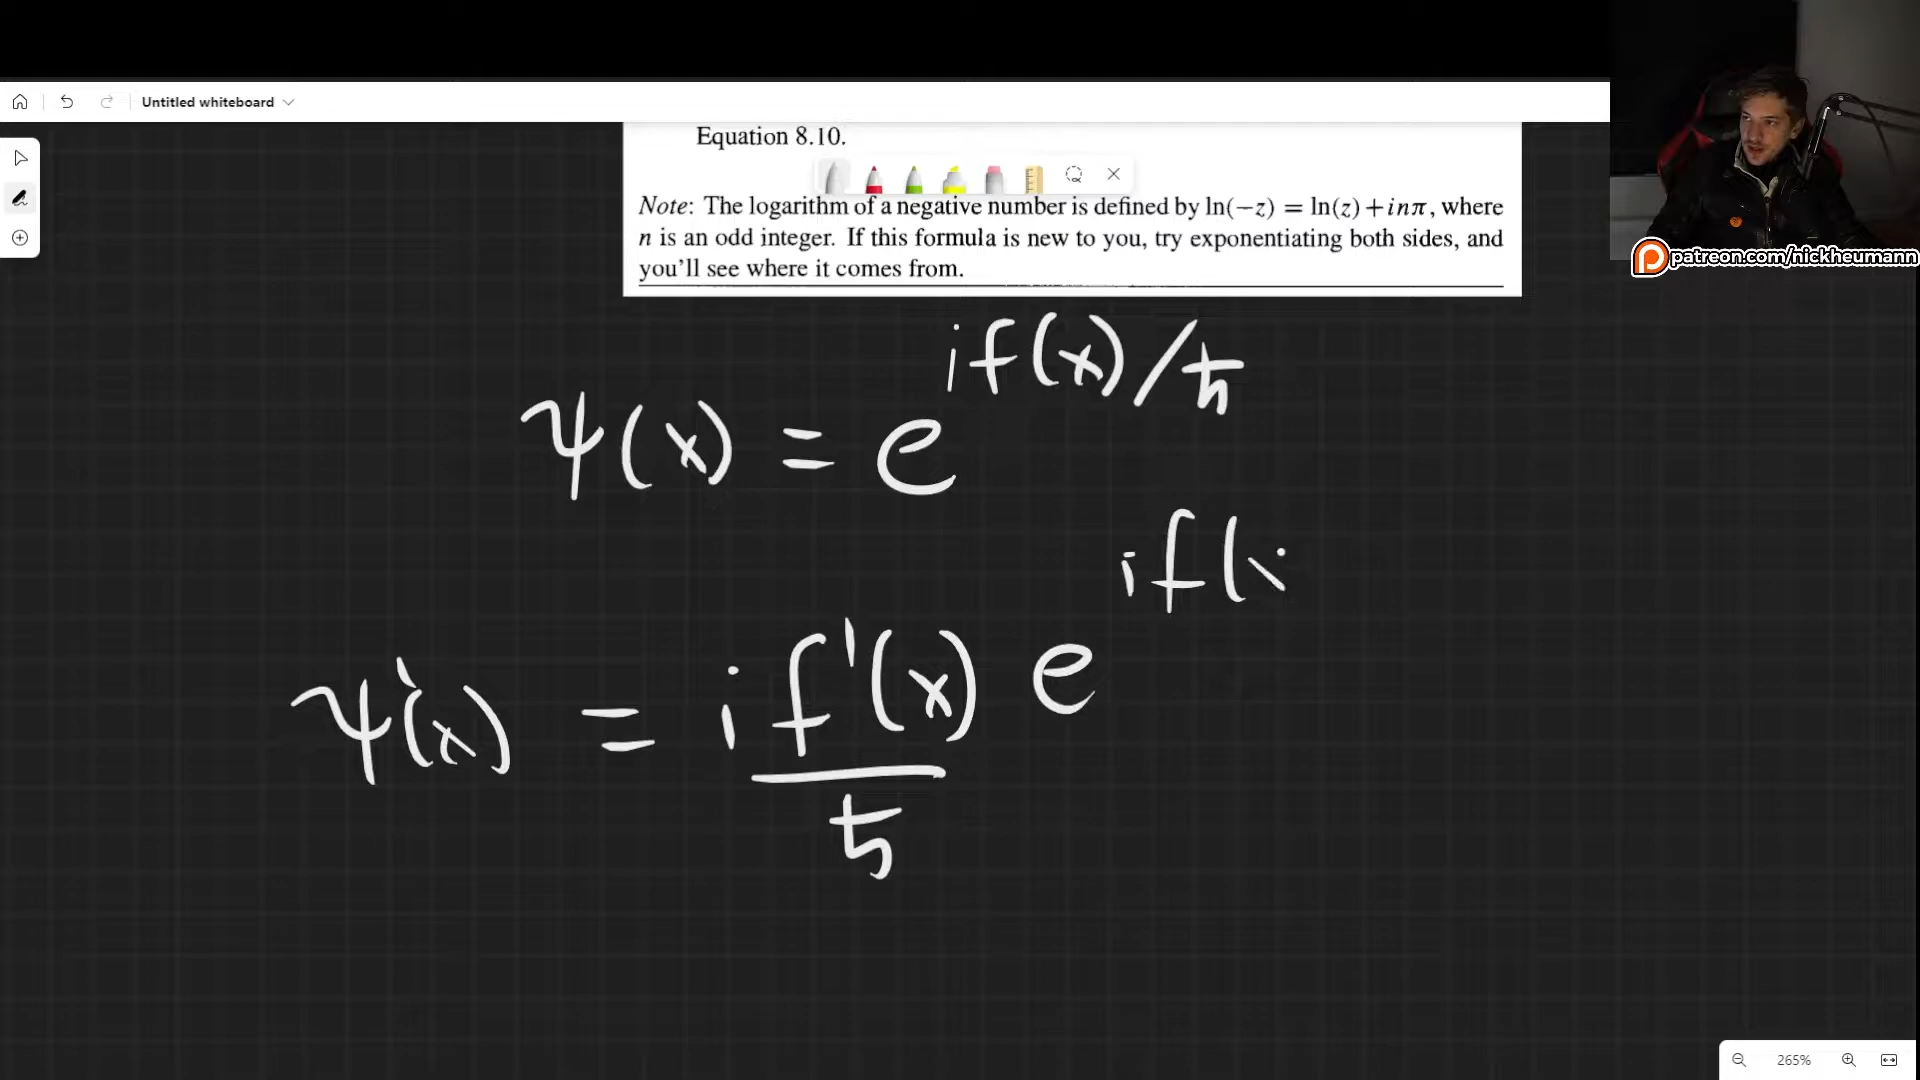 Untitled whiteboard
Equation 8.10.
Note: The logarithm of a negative number is defined by ln(−z) = ln(z)+inπ, where
n is an odd integer. If this formula is new to you, try exponentiating both sides, and
you'll see where it comes from.
patreon.com/nickheumann
ψ(x) = e^{if(x)/ħ}
ψ'(x) = i f'(x)/ħ e^{if(x
265%